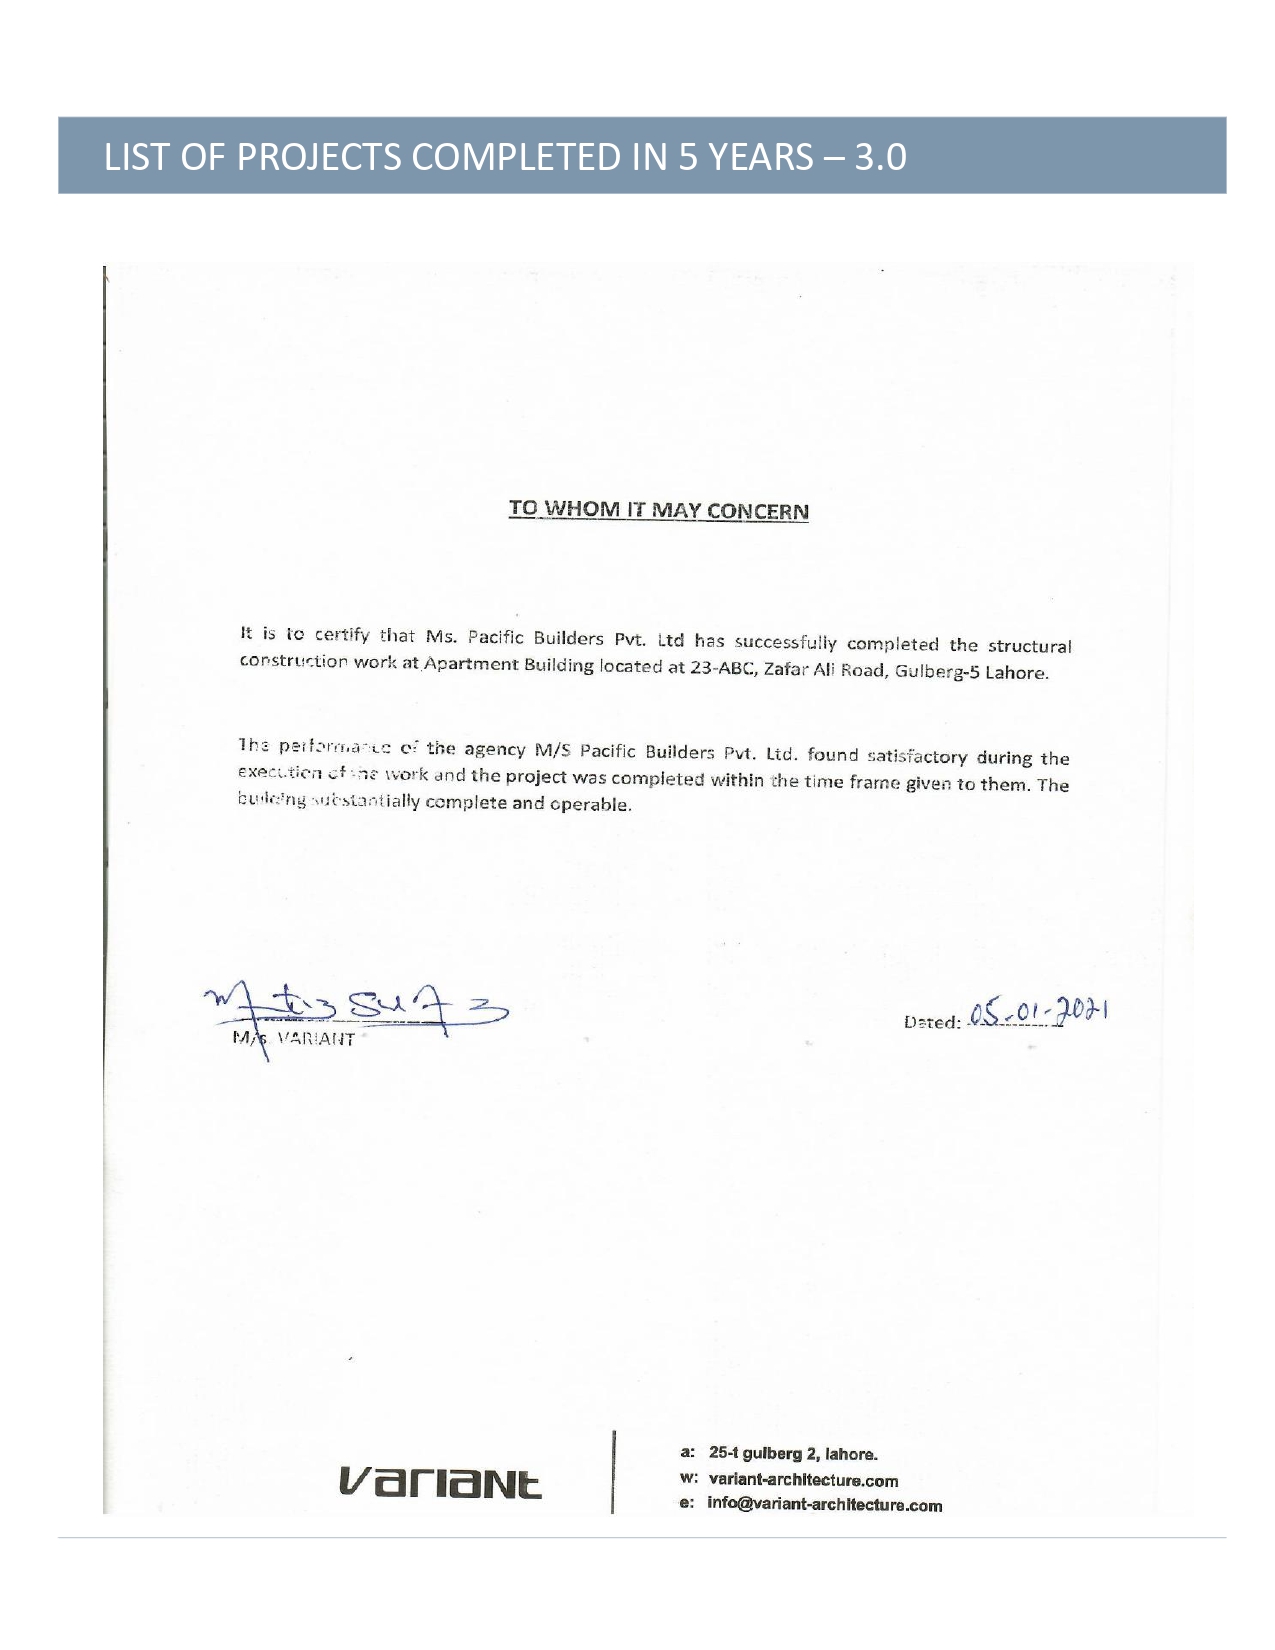 LIST OF PROJECTS COMPLETED IN 5 YEARS – 3.0
TO WHOM IT MAY CONCERN
It is to certify that Ms. Pacific Builders Pvt. Ltd has successfully completed the structural
construction work at Apartment Building located at 23-ABC, Zafar Ali Road, Gulberg-5 Lahore.
The performance of the agency M/S Pacific Builders Pvt. Ltd. found satisfactory during the
execution of the work and the project was completed within the time frame given to them. The
building substantially complete and operable.
M/s VARIANT
Dated: 05-01-2021
variant
a: 25-t gulberg 2, lahore.
w: variant-architecture.com
e: info@variant-architecture.com